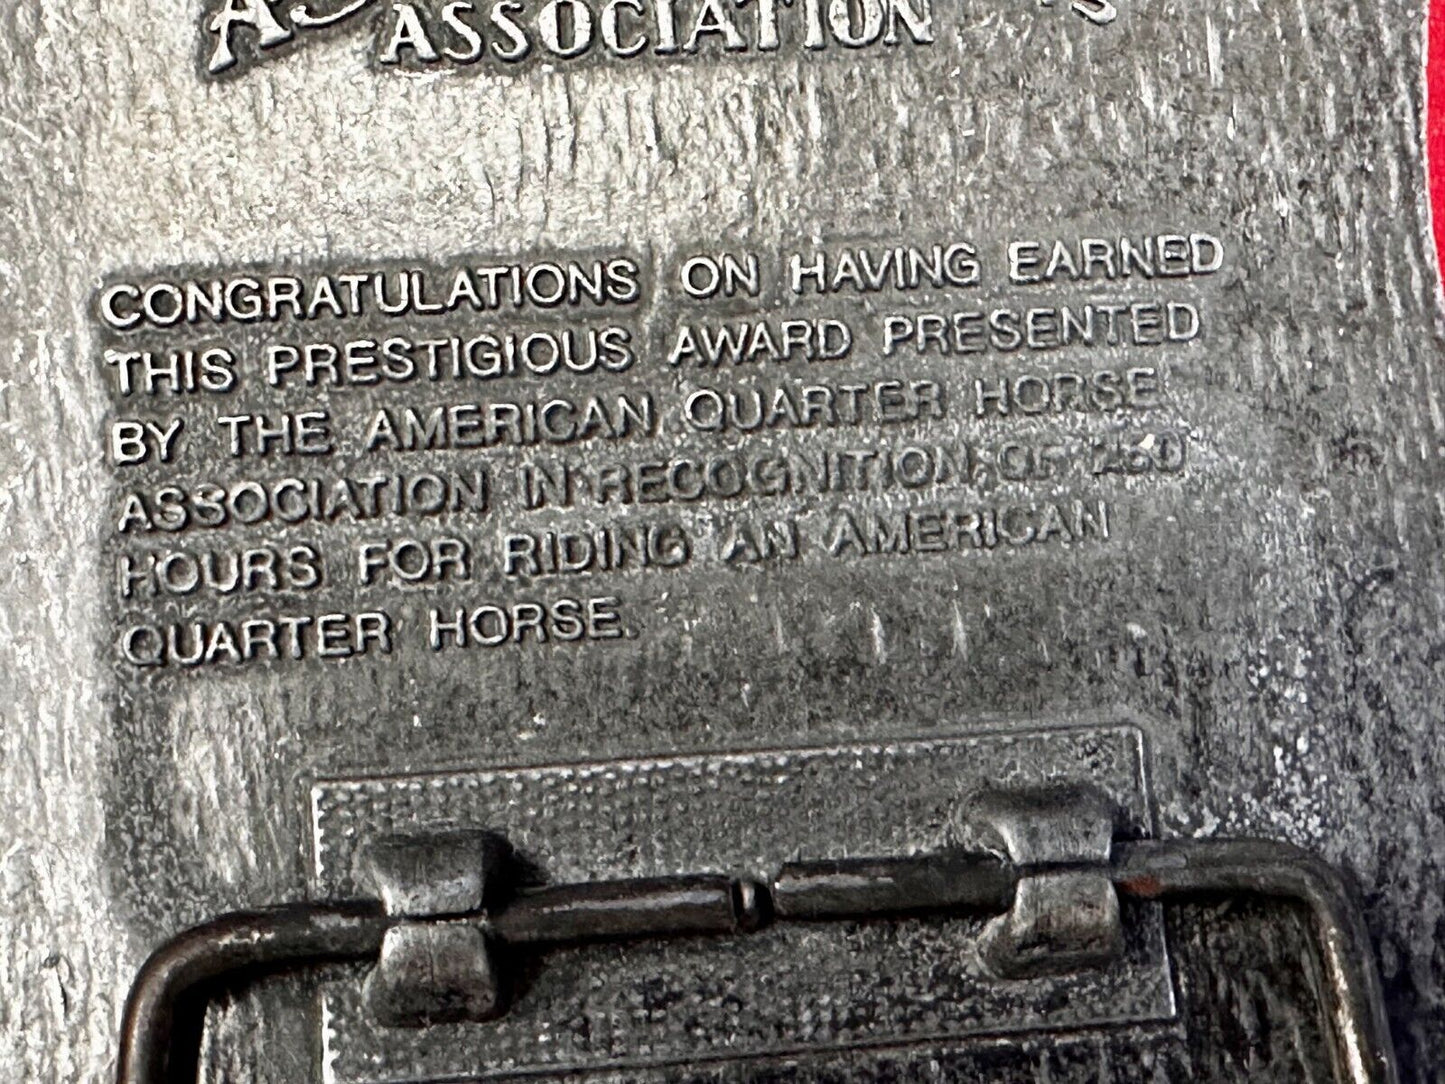 ASSOCIATION
CONGRATULATIONS ON HAVING EARNED
THIS PRESTIGIOUS AWARD PRESENTED
BY THE AMERICAN QUARTER HORSE
ASSOCIATION IN RECOGNITION OF 250
HOURS FOR RIDING AN AMERICAN
QUARTER HORSE.